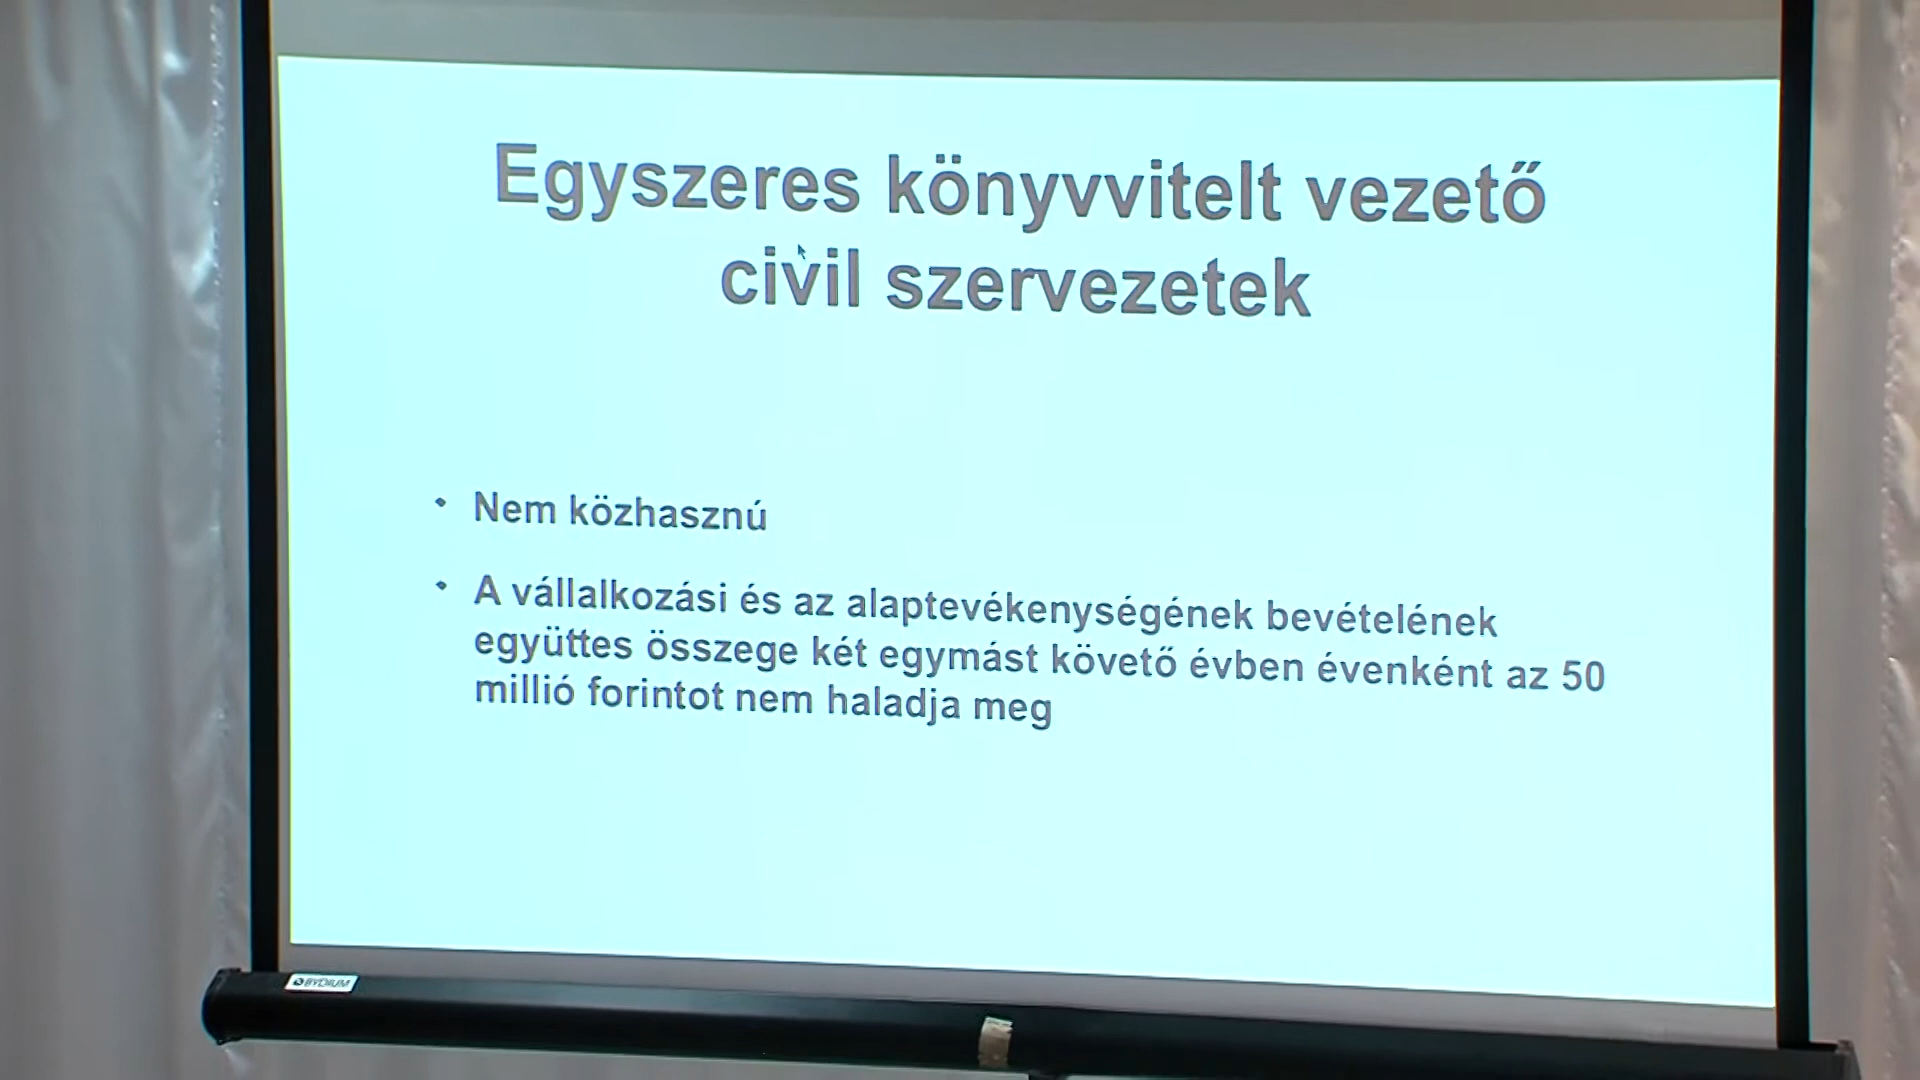 Egyszeres könyvvitelt vezető
civil szervezetek
• Nem közhasznú
• A vállalkozási és az alaptevékenységének bevételének
együttes összege két egymást követő évben évenként az 50
millió forintot nem haladja meg